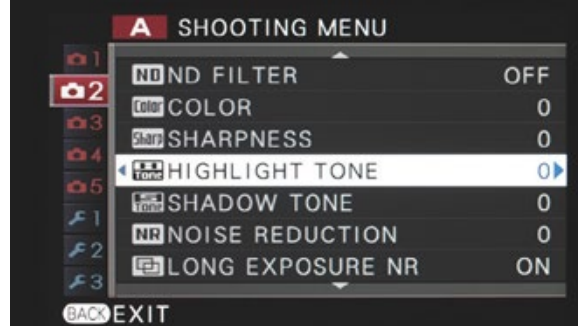 A SHOOTING MENU
1
2
3
4
5
1
2
3
ND ND FILTER OFF
Color COLOR 0
Sharp SHARPNESS 0
Tone HIGHLIGHT TONE 0
Tone SHADOW TONE 0
NR NOISE REDUCTION 0
LONG EXPOSURE NR ON
BACK EXIT